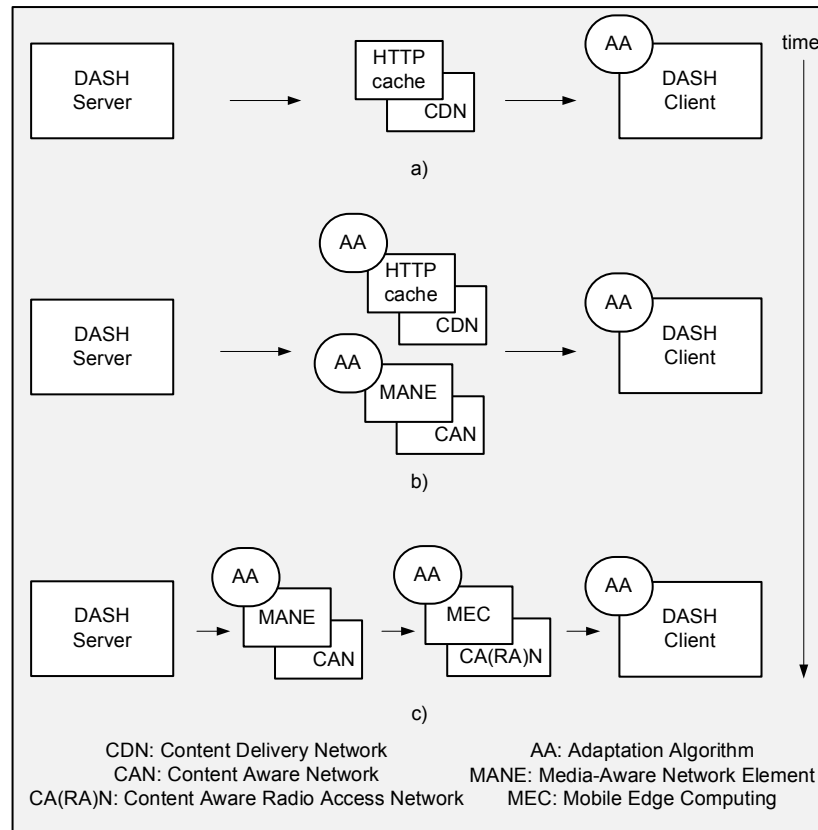 time
AA
DASH
Server
HTTP
cache
CDN
DASH
Client
a)
AA
HTTP
cache
CDN
DASH
Server
AA
MANE
CAN
AA
DASH
Client
b)
DASH
Server
AA
MANE
CAN
AA
MEC
CA(RA)N
AA
DASH
Client
c)
CDN: Content Delivery Network
CAN: Content Aware Network
CA(RA)N: Content Aware Radio Access Network
AA: Adaptation Algorithm
MANE: Media-Aware Network Element
MEC: Mobile Edge Computing